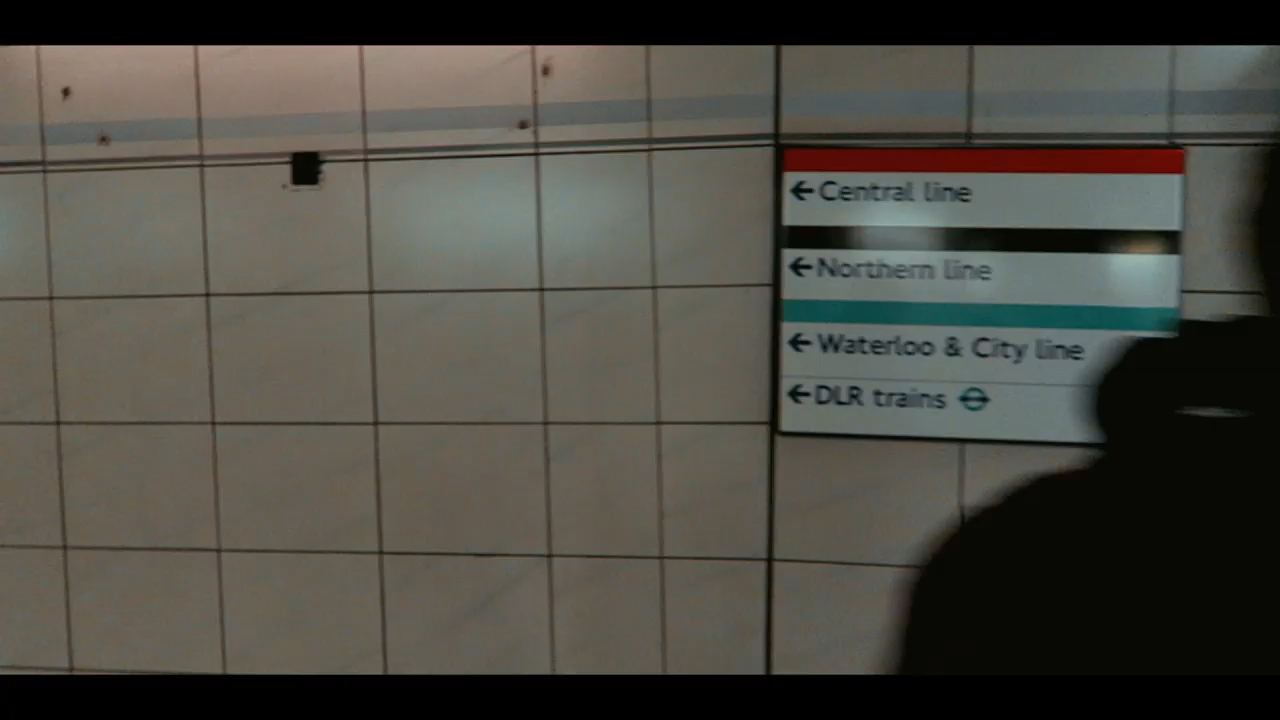 ←Central line
←Northern line
←Waterloo & City line
←DLR trains